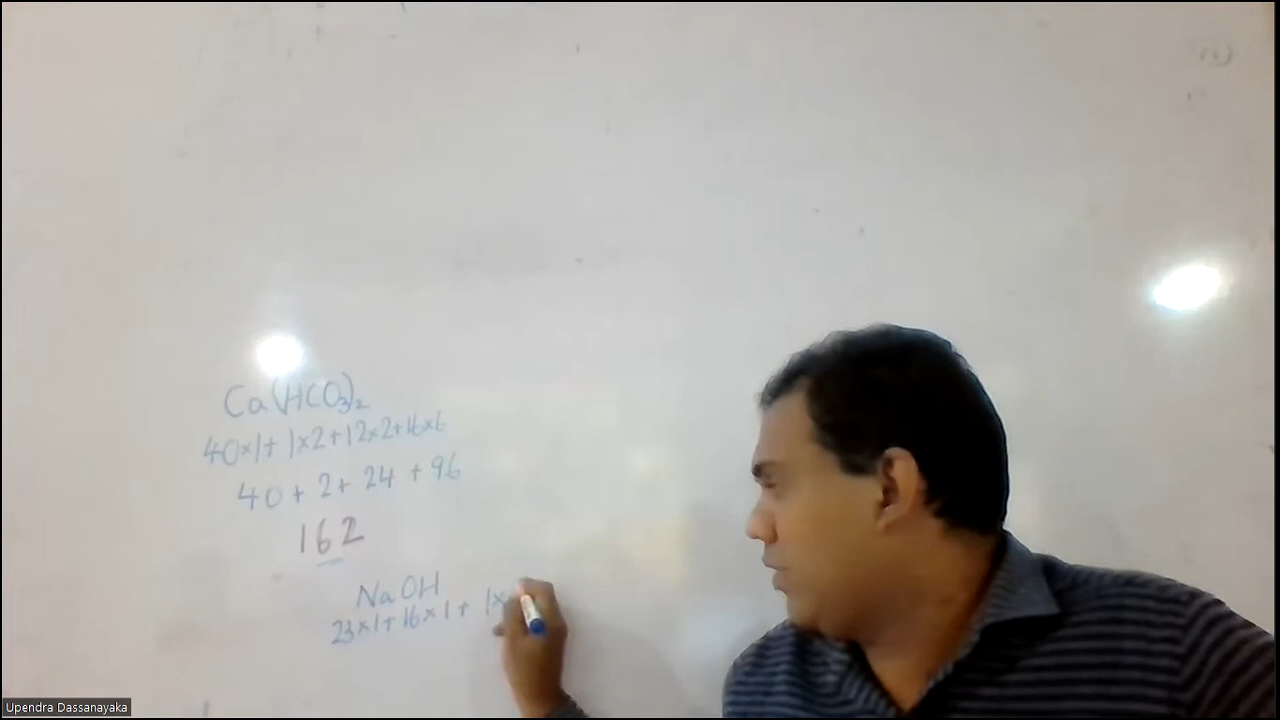 Ca(HCO₃)₂
40×1+ 1×2+12×2+16×6
40 + 2+ 24 + 96
162
NaOH
23×1+16×1+ 1×
Upendra Dassanayaka